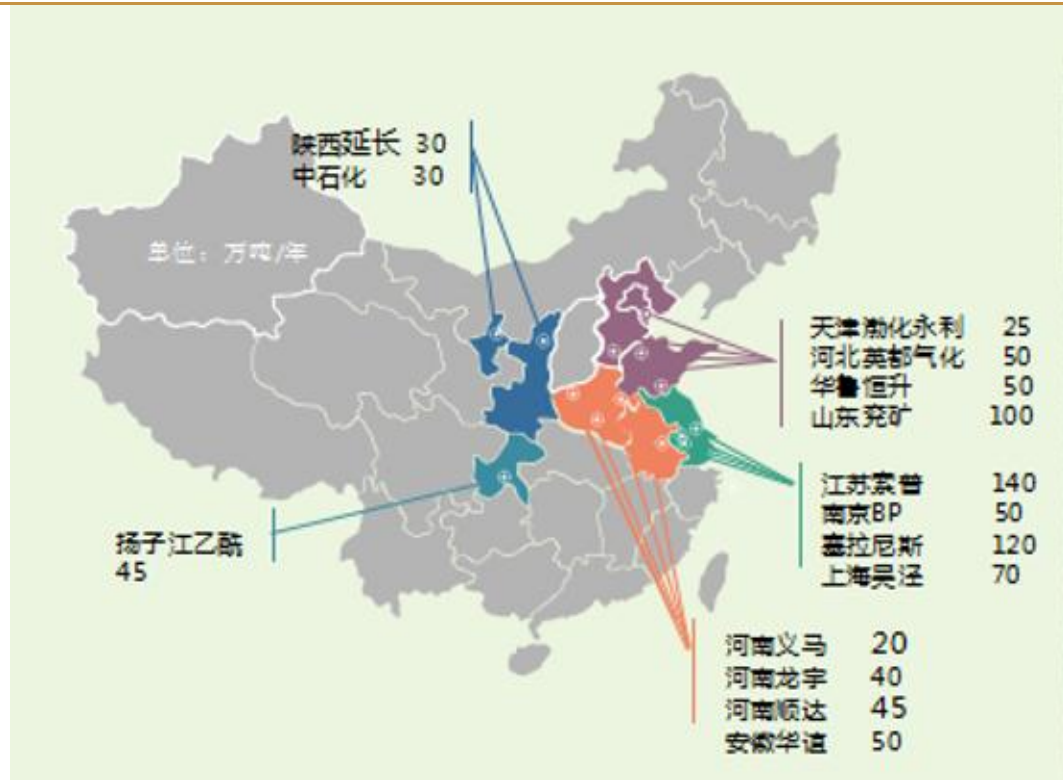 陕西延长 30
中石化 30
单位：万吨/年
天津渤化永利 25
河北英都气化 50
华鲁恒升 50
山东兖矿 100
江苏索普 140
南京BP 50
塞拉尼斯 120
上海吴泾 70
扬子江乙酰
45
河南义马 20
河南龙宇 40
河南顺达 45
安徽华谊 50